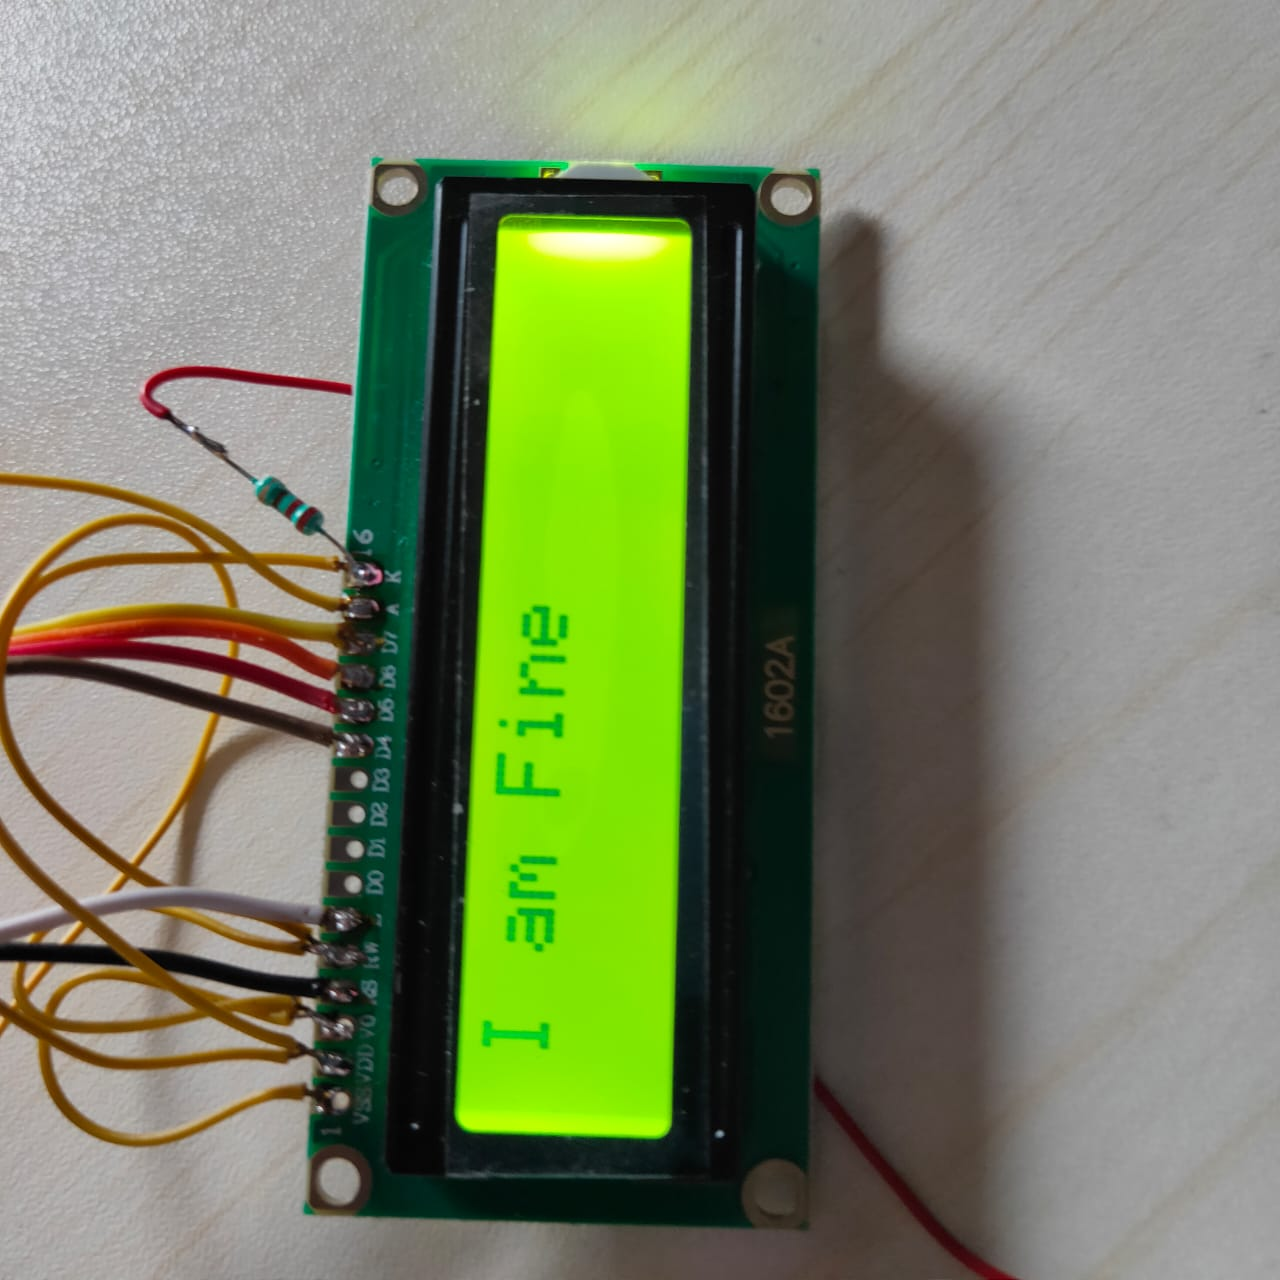 16
K
A
D7
D6
D5
D4
D3
D2
D1
D0
E
RW
RS
V0
VDD
VSS
1
I am Fine
1602A